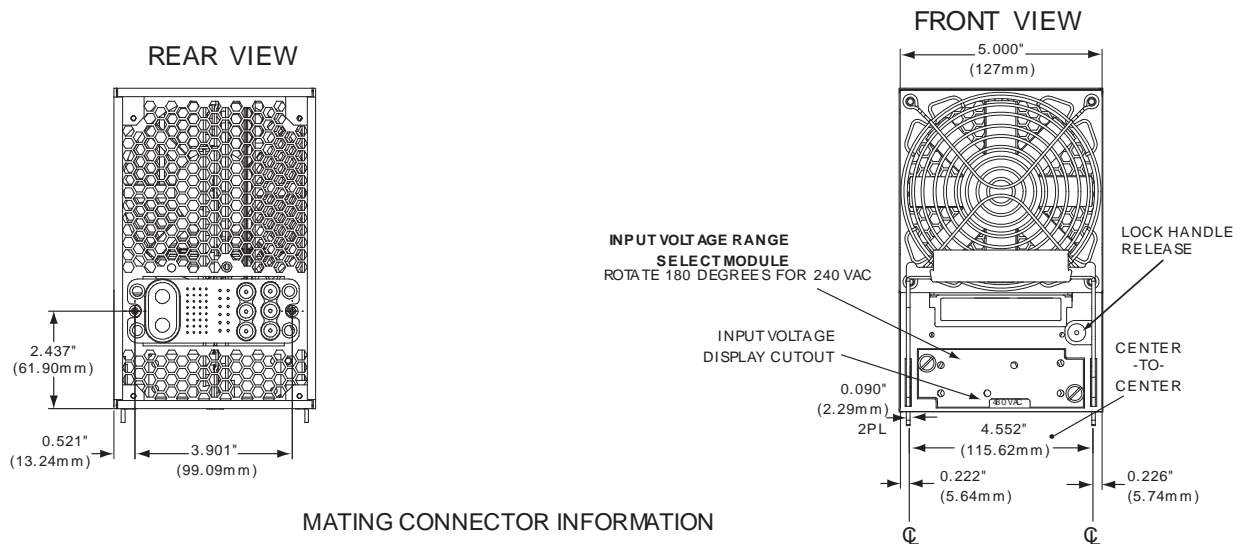 REAR VIEW
2.437"
(61.90mm)
0.521"
(13.24mm)
3.901"
(99.09mm)
FRONT VIEW
5.000"
(127mm)
LOCK HANDLE
RELEASE
INPUT VOLTAGE RANGE
SELECT MODULE
ROTATE 180 DEGREES FOR 240 VAC
INPUT VOLTAGE
DISPLAY CUTOUT
CENTER
-TO-
CENTER
0.090"
(2.29mm)
2PL
480 VAC
4.552"
(115.62mm)
0.222"
(5.64mm)
0.226"
(5.74mm)
℄
℄
MATING CONNECTOR INFORMATION